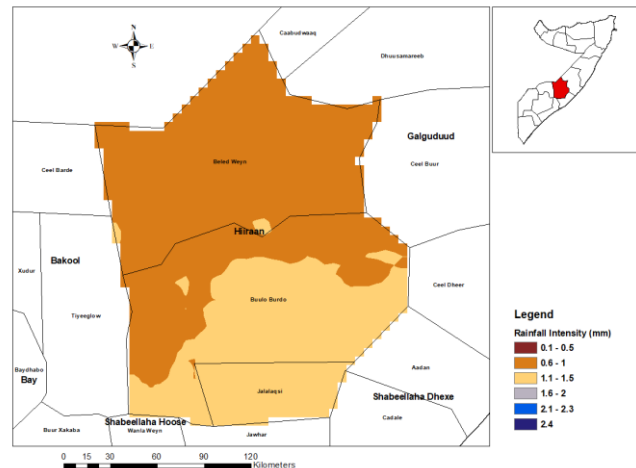 N
W E
S
Caabudwaaq
Dhuusamareeb
Galguduud
Ceel Barde
Beled Weyn
Ceel Buur
Hiiraan
Bakool
Xudur
Tiyeeglow
Buulo Burdo
Ceel Dheer
Baydhabo
Bay
Jalalaqsi
Aadan
Shabeellaha Dhexe
Cadale
Shabeellaha Hoose
Buur Xakaba
Wanla Weyn
Jawhar
0 15 30 60 90 120
Kilometers
Legend
Rainfall Intensity (mm)
0.1 - 0.5
0.6 - 1
1.1 - 1.5
1.6 - 2
2.1 - 2.3
2.4